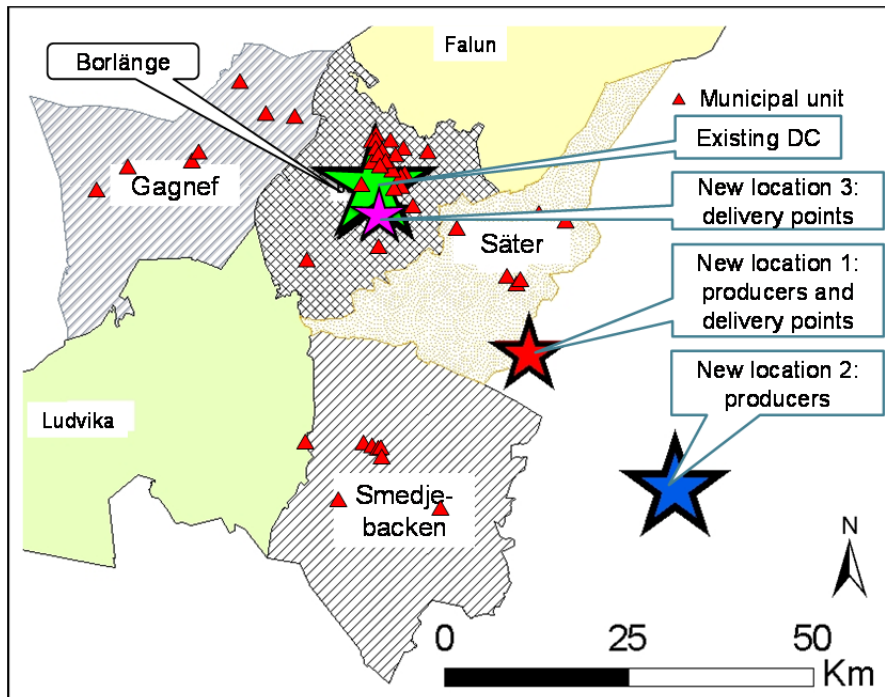 Falun
Borlänge
Municipal unit
Existing DC
New location 3:
delivery points
Gagnef
Säter
New location 1:
producers and
delivery points
New location 2:
producers
Ludvika
Smedje-
backen
N
0 25 50
Km